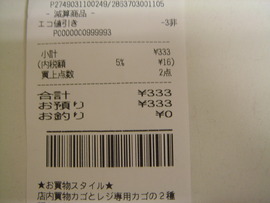 P2749031100249/2863703001105
- 減算商品 -
エコ値引き -3非
P0000000999993
小計 ¥333
(内税額 5% ¥16)
買上点数 2点
合計 ¥333
お預り ¥333
お釣り ¥0
★お買物スタイル★
店内買物カゴとレジ専用カゴの2種